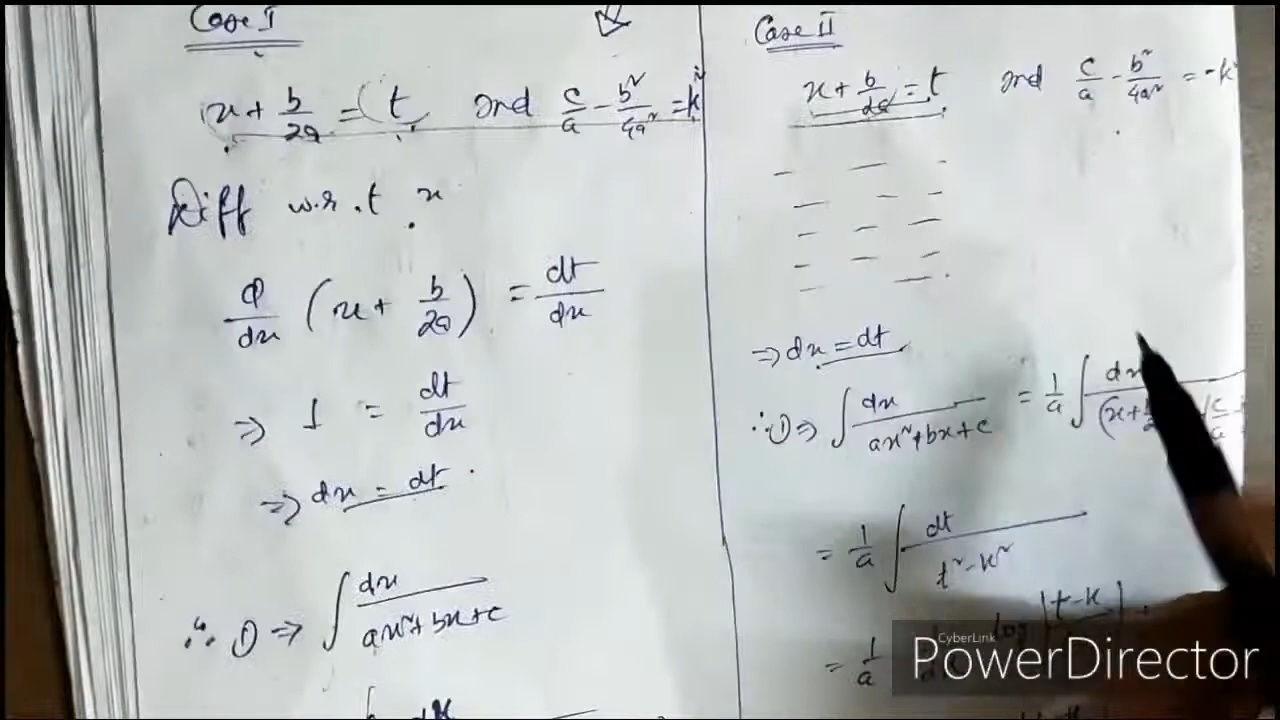 Case I
x + b/2a = t and c/a - b²/4a² = k²
Diff w.r.t x
d/dx (x + b/2a) = dt/dx
⇒ 1 = dt/dx
⇒ dx = dt
∴ ① ⇒ ∫ dx/ax²+bx+c
Case II
x + b/2a = t and c/a - b²/4a² = -k²
⇒ dx = dt
∴ ① ⇒ ∫ dx/ax²+bx+c = 1/a ∫ dx
= 1/a ∫ dt/t²-k²
= 1/a log |t-k|
CyberLink
PowerDirector